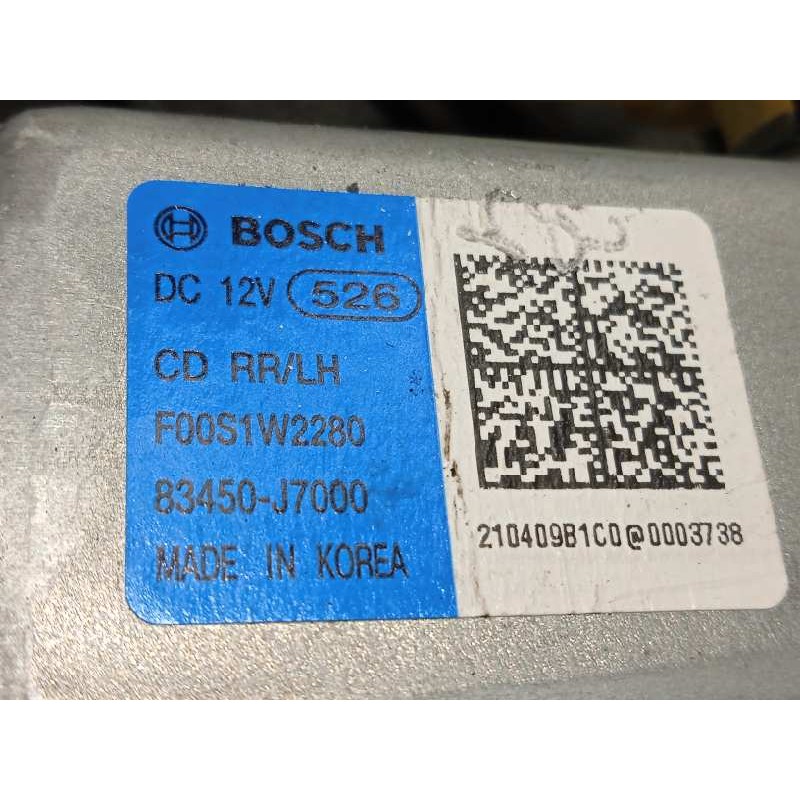 BOSCH
DC 12V 526
CD RR/LH
F00S1W2280
83450-J7000
MADE IN KOREA
210409B1C0@0003738